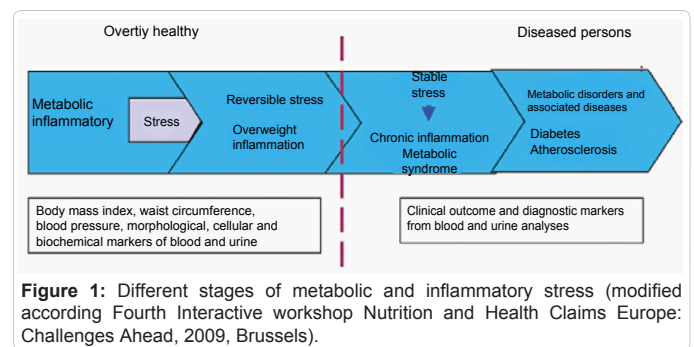 Overtiy healthy
Diseased persons
Metabolic
inflammatory
Stress
Reversible stress
Overweight
inflammation
Stable
stress
Chronic inflammation
Metabolic
syndrome
Metabolic disorders and
associated diseases
Diabetes
Atherosclerosis
Body mass index, waist circumference,
blood pressure, morphological, cellular and
biochemical markers of blood and urine
Clinical outcome and diagnostic markers
from blood and urine analyses
Figure 1: Different stages of metabolic and inflammatory stress (modified
according Fourth Interactive workshop Nutrition and Health Claims Europe:
Challenges Ahead, 2009, Brussels).